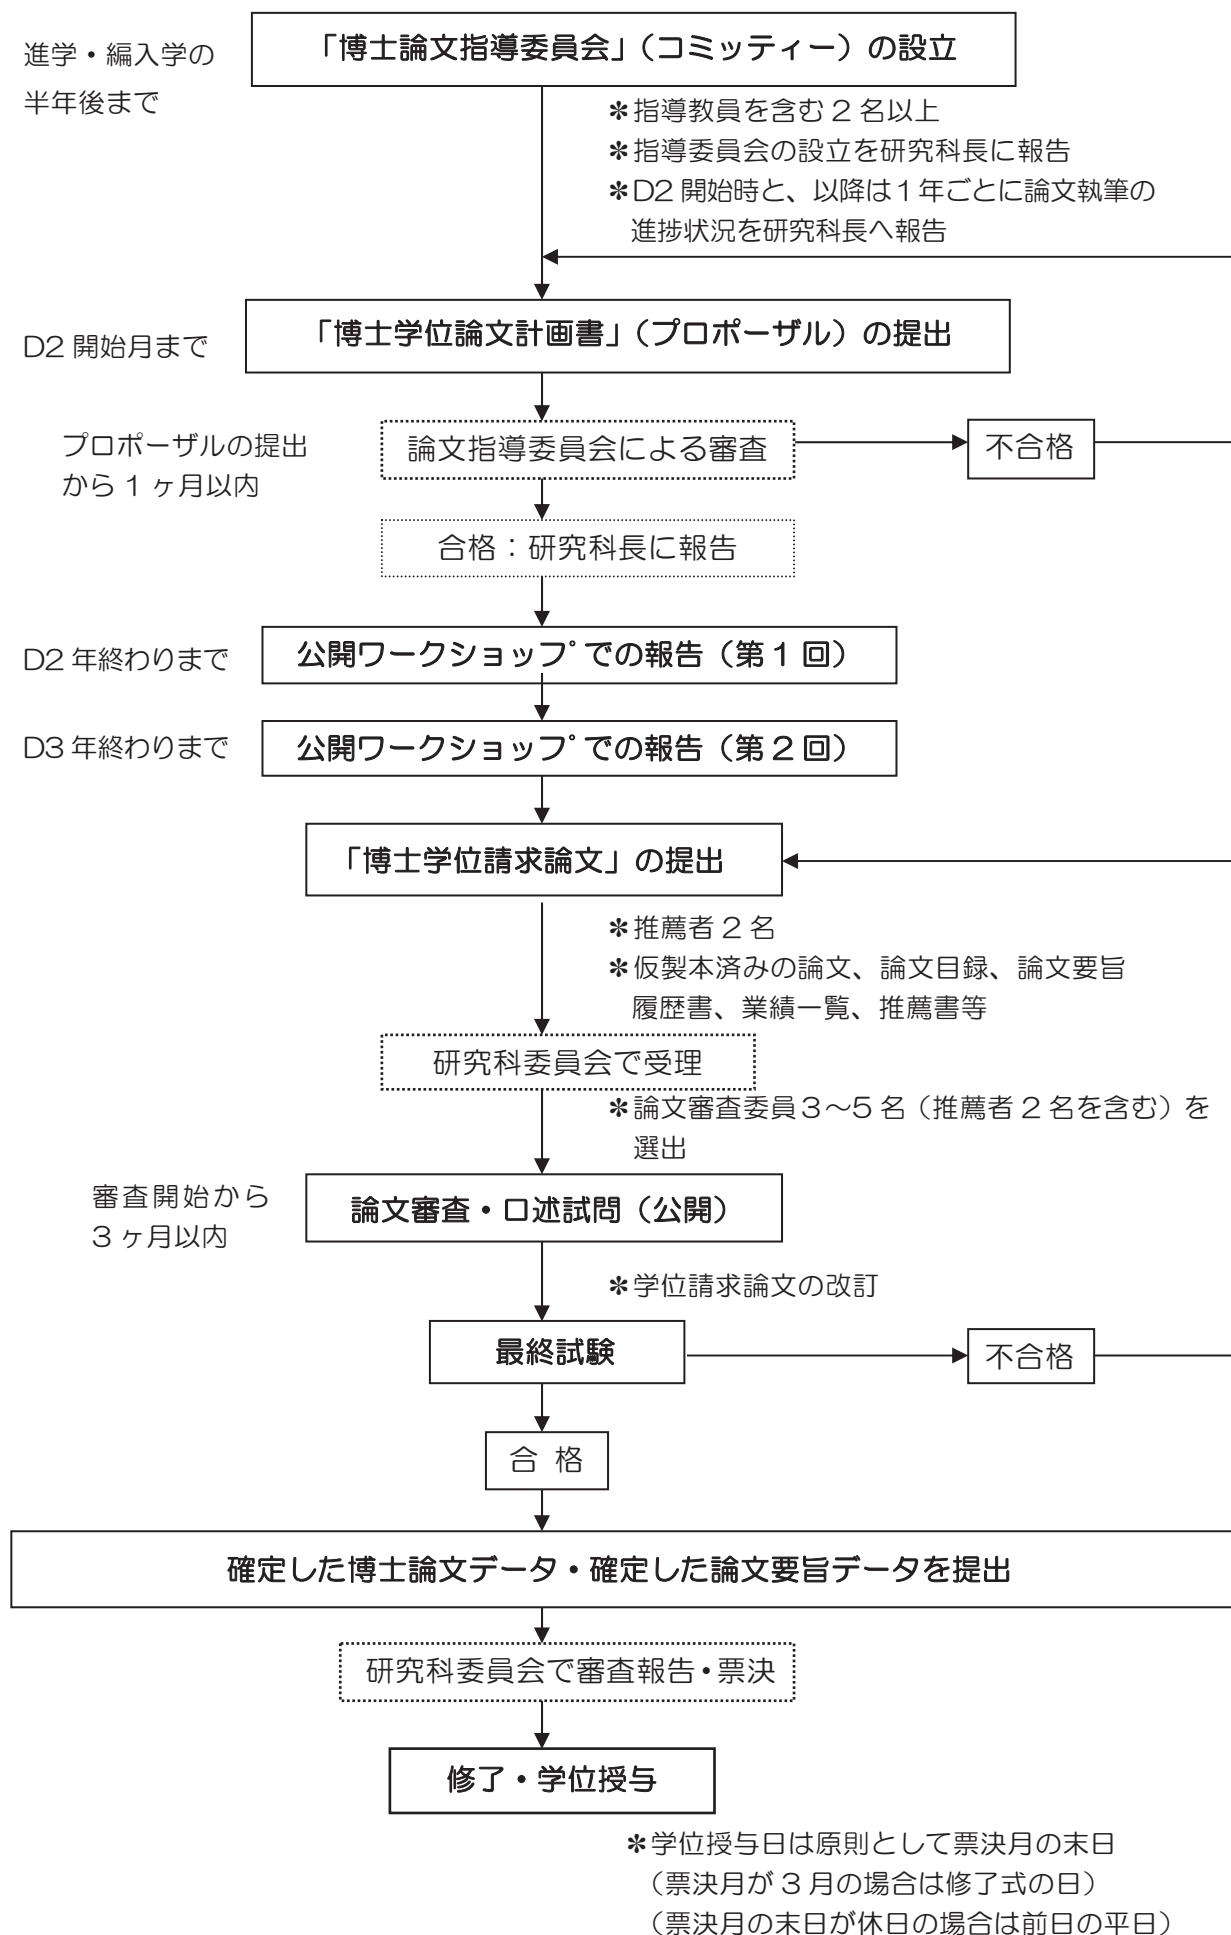 進学・編入学の
半年後まで
「博士論文指導委員会」（コミッティー）の設立
＊指導教員を含む2名以上
＊指導委員会の設立を研究科長に報告
＊D2開始時と、以降は1年ごとに論文執筆の
進捗状況を研究科長へ報告
D2開始月まで
「博士学位論文計画書」（プロポーザル）の提出
プロポーザルの提出
から1ヶ月以内
論文指導委員会による審査
不合格
合格：研究科長に報告
D2年終わりまで
公開ワークショップでの報告（第1回）
D3年終わりまで
公開ワークショップでの報告（第2回）
「博士学位請求論文」の提出
＊推薦者2名
＊仮製本済みの論文、論文目録、論文要旨
履歴書、業績一覧、推薦書等
研究科委員会で受理
＊論文審査委員3～5名（推薦者2名を含む）を
選出
審査開始から
3ヶ月以内
論文審査・口述試問（公開）
＊学位請求論文の改訂
最終試験
不合格
合 格
確定した博士論文データ・確定した論文要旨データを提出
研究科委員会で審査報告・票決
修了・学位授与
＊学位授与日は原則として票決月の末日
（票決月が3月の場合は修了式の日）
（票決月の末日が休日の場合は前日の平日）